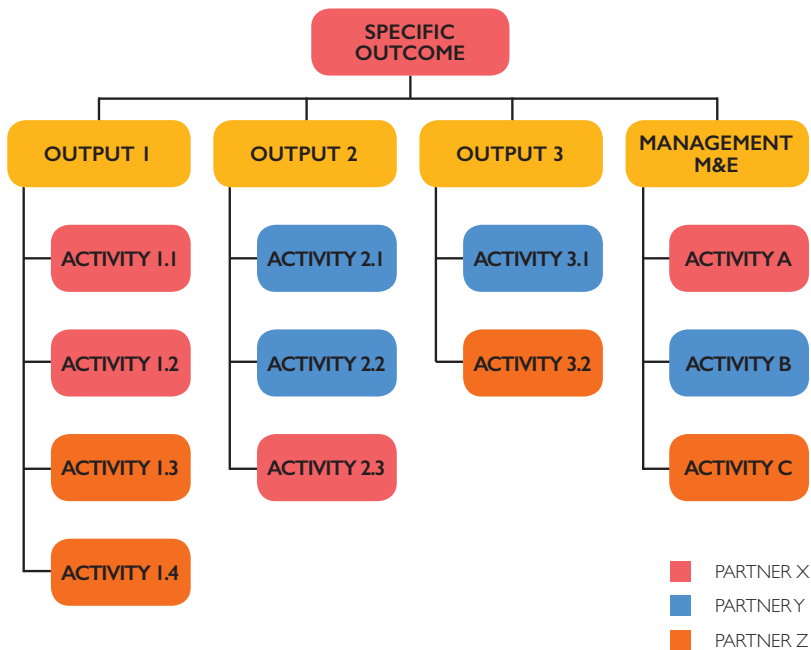 SPECIFIC
OUTCOME
OUTPUT 1
OUTPUT 2
OUTPUT 3
MANAGEMENT
M&E
ACTIVITY 1.1
ACTIVITY 2.1
ACTIVITY 3.1
ACTIVITY A
ACTIVITY 1.2
ACTIVITY 2.2
ACTIVITY 3.2
ACTIVITY B
ACTIVITY 1.3
ACTIVITY 2.3
ACTIVITY C
ACTIVITY 1.4
PARTNER X
PARTNER Y
PARTNER Z